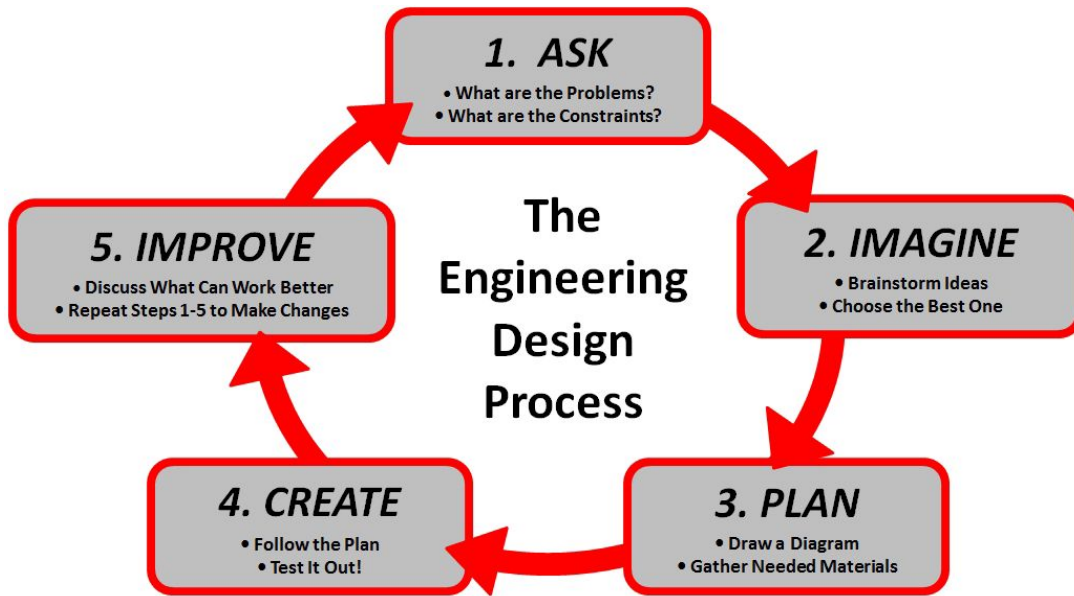 1. ASK
• What are the Problems?
• What are the Constraints?
The
Engineering
Design
Process
2. IMAGINE
• Brainstorm Ideas
• Choose the Best One
3. PLAN
• Draw a Diagram
• Gather Needed Materials
4. CREATE
• Follow the Plan
• Test It Out!
5. IMPROVE
• Discuss What Can Work Better
• Repeat Steps 1-5 to Make Changes